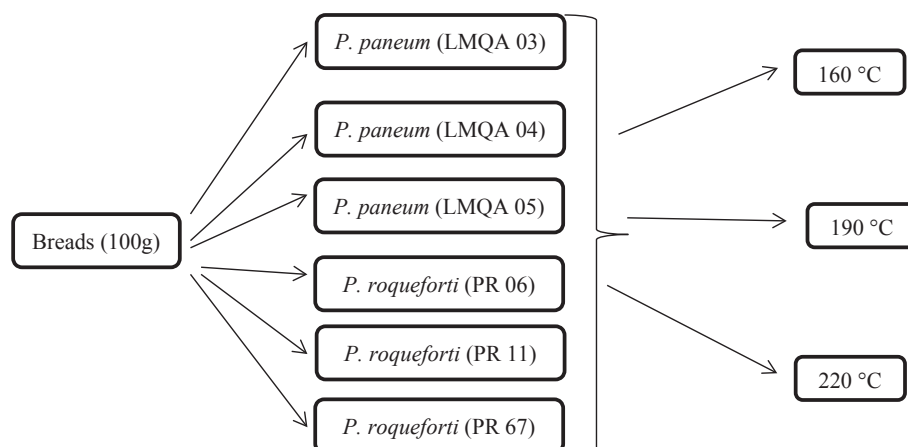 Breads (100g)
P. paneum (LMQA 03)
P. paneum (LMQA 04)
P. paneum (LMQA 05)
P. roqueforti (PR 06)
P. roqueforti (PR 11)
P. roqueforti (PR 67)
160 °C
190 °C
220 °C